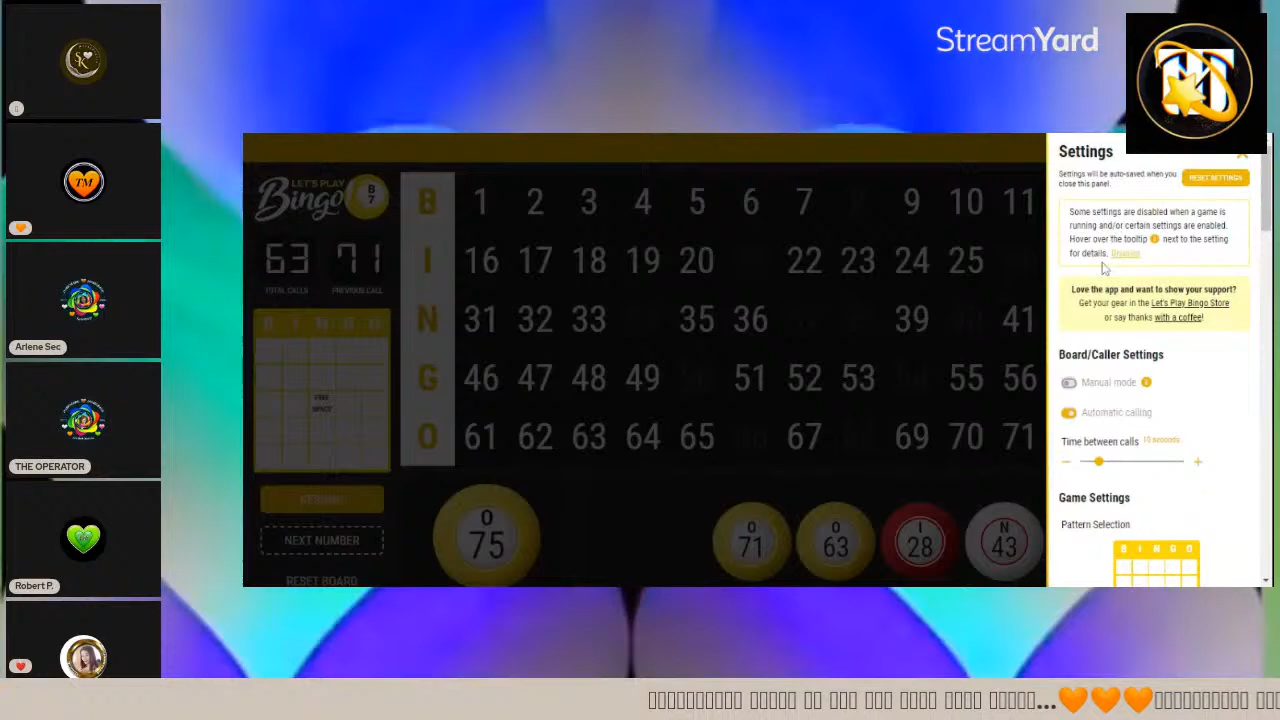 StreamYard
SK
TM
Arlene Sec
THE OPERATOR
Robert P.
LET'S PLAY
Bingo
B
7
63 71
TOTAL CALLS PREVIOUS CALL
B I N G O
FREE
SPACE
B 1 2 3 4 5 6 7 9 10 11
I 16 17 18 19 20 22 23 24 25
N 31 32 33 35 36 39 41
G 46 47 48 49 51 52 53 55 56
O 61 62 63 64 65 67 69 70 71
NEXT NUMBER
RESET BOARD
O
75
O
71
O
63
I
28
N
43
Settings
Settings will be auto-saved when you
close this panel.
RESET SETTINGS
Some settings are disabled when a game is
running and/or certain settings are enabled.
Hover over the tooltip next to the setting
for details. Dismiss
Love the app and want to show your support?
Get your gear in the Let's Play Bingo Store
or say thanks with a coffee!
Board/Caller Settings
Manual mode
Automatic calling
Time between calls 10 seconds
− +
Game Settings
Pattern Selection
B I N G O